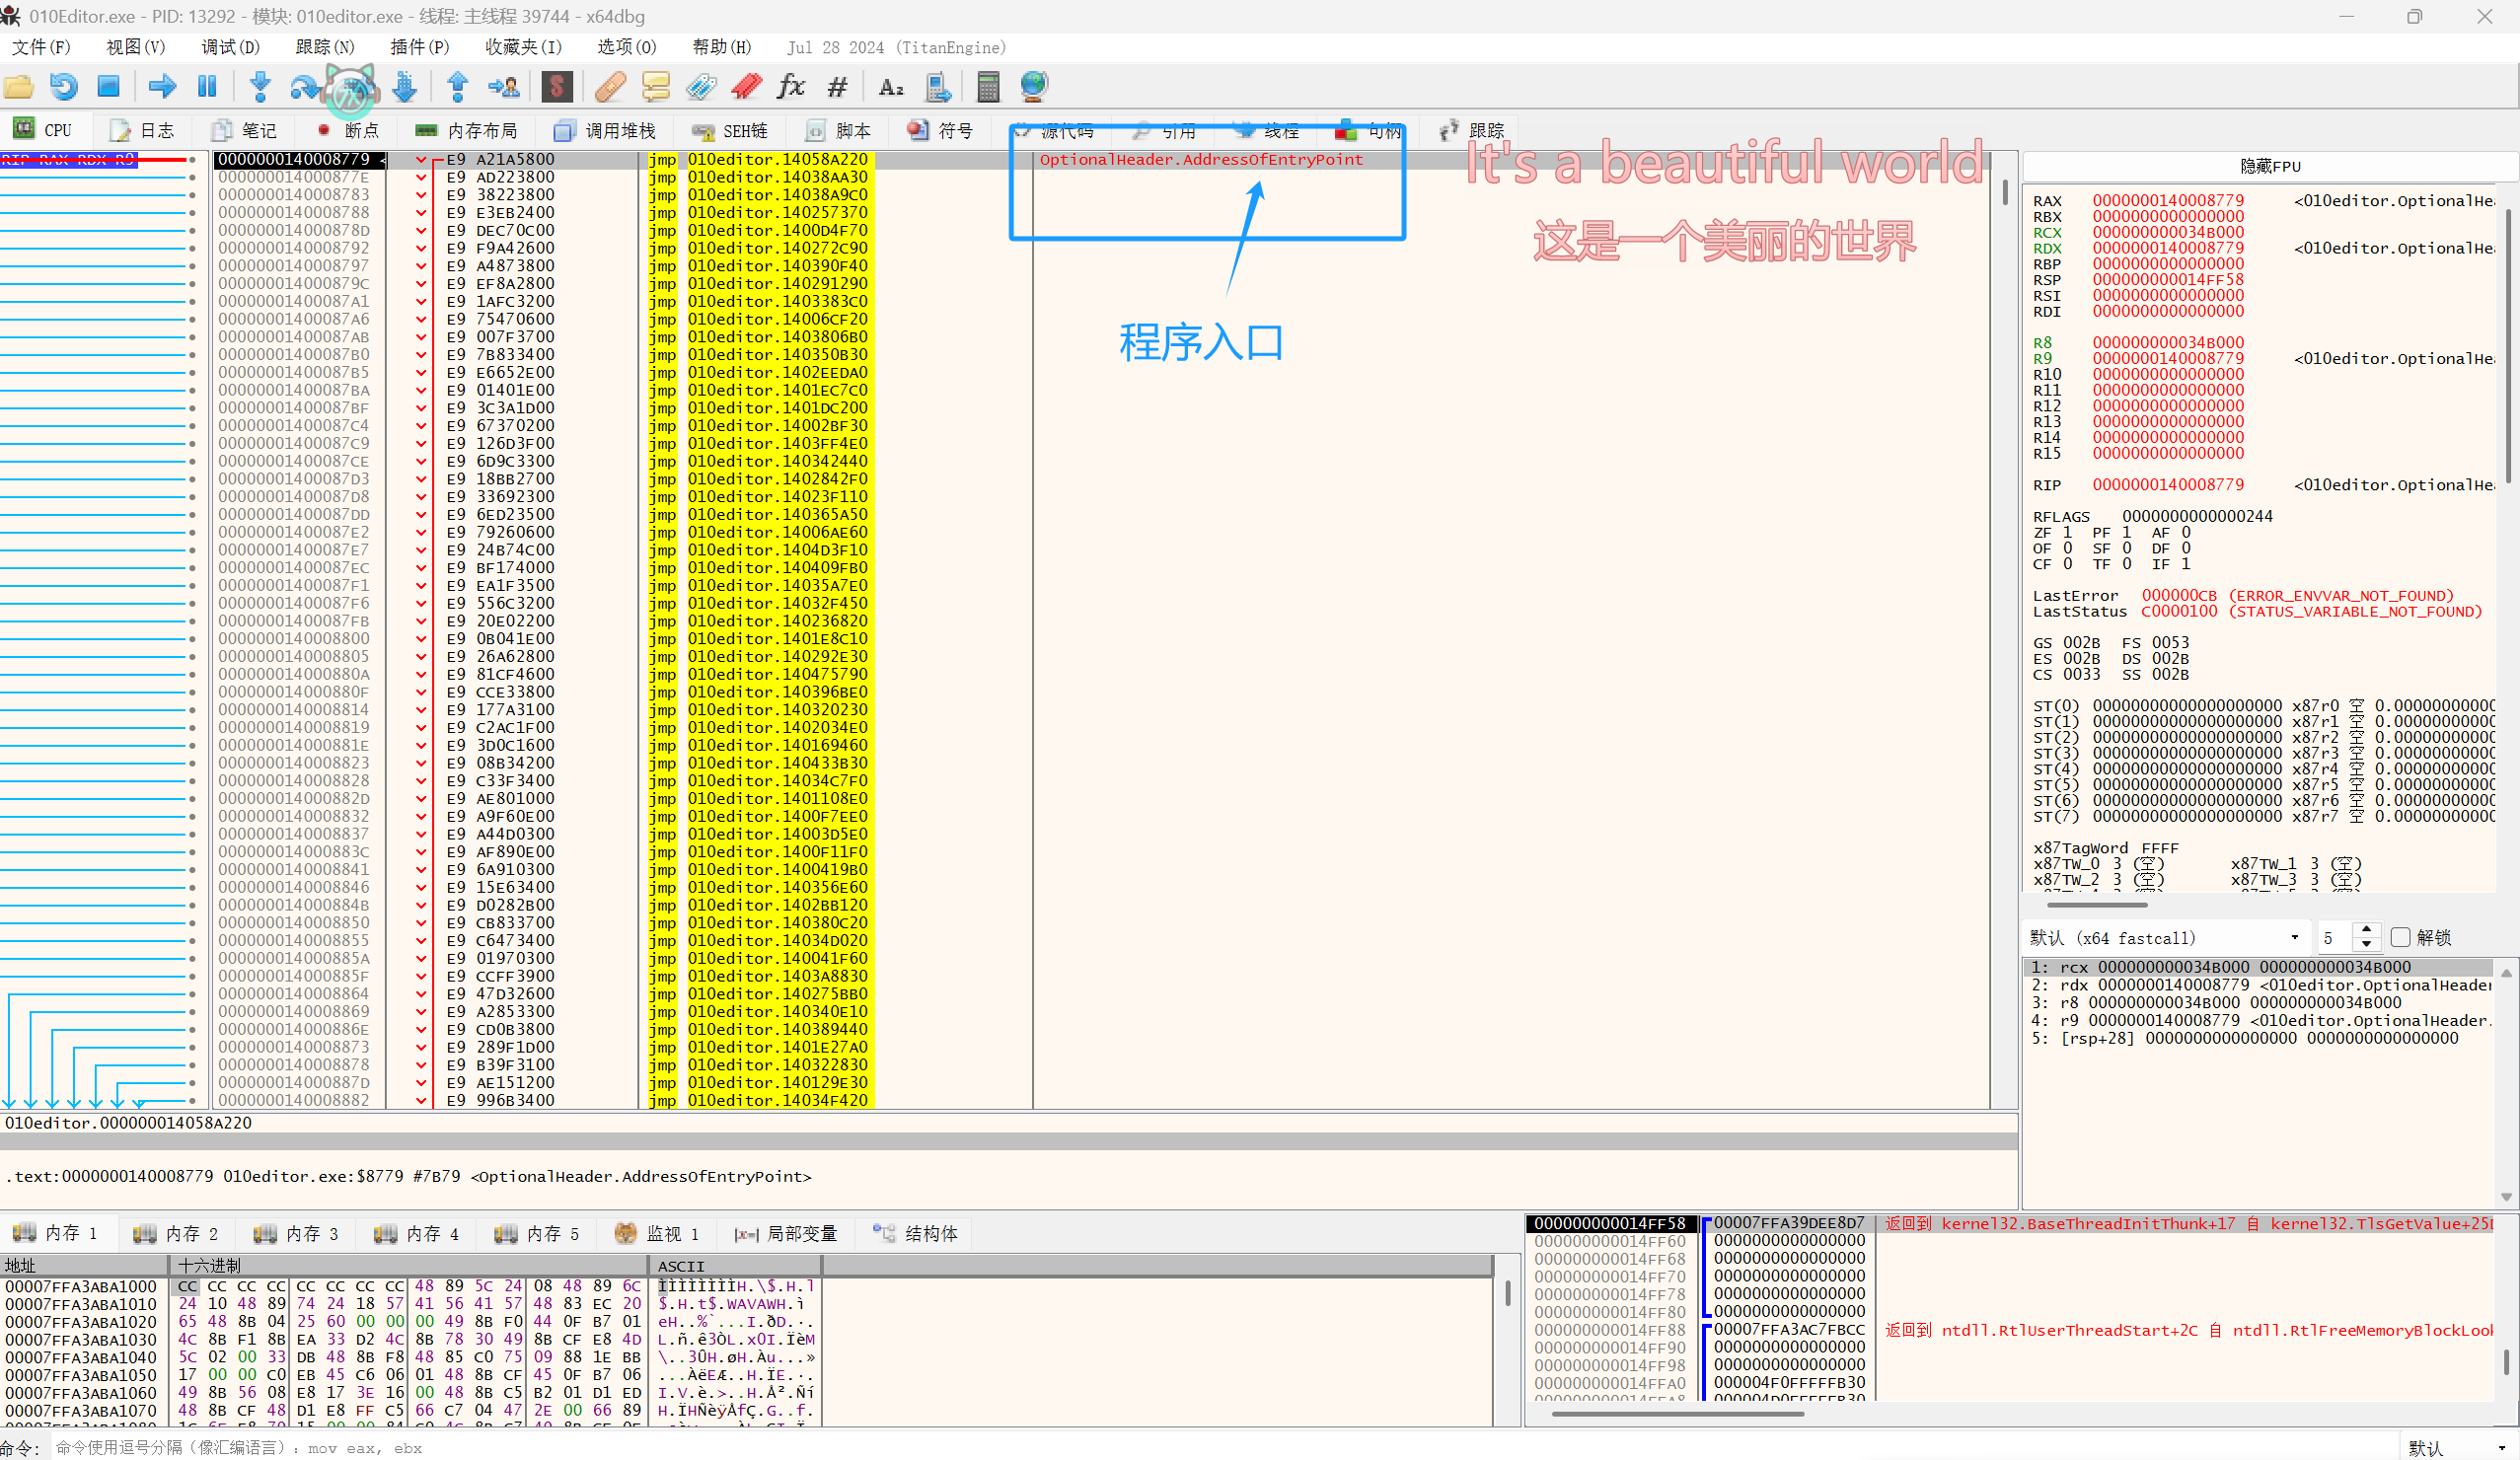 010Editor.exe - PID: 13292 - 模块: 010editor.exe - 线程: 主线程 39744 - x64dbg
文件(F) 视图(V) 调试(D) 跟踪(N) 插件(P) 收藏夹(I) 选项(O) 帮助(H) Jul 28 2024 (TitanEngine)
CPU 日志 笔记 断点 内存布局 调用堆栈 SEH链 脚本 符号 源代码 引用 线程 句柄 跟踪
RIP RAX RDX R9
0000000140008779 E9 A21A5800 jmp 010editor.14058A220 OptionalHeader.AddressOfEntryPoint
000000014000877E E9 AD223800 jmp 010editor.14038AA30
0000000140008783 E9 38223800 jmp 010editor.14038A9C0
0000000140008788 E9 E3EB2400 jmp 010editor.140257370
000000014000878D E9 DEC70C00 jmp 010editor.1400D4F70
0000000140008792 E9 F9A42600 jmp 010editor.140272C90
0000000140008797 E9 A4873800 jmp 010editor.140390F40
000000014000879C E9 EF8A2800 jmp 010editor.140291290
00000001400087A1 E9 1AFC3200 jmp 010editor.1403383C0
00000001400087A6 E9 75470600 jmp 010editor.14006CF20
00000001400087AB E9 007F3700 jmp 010editor.1403806B0
00000001400087B0 E9 7B833400 jmp 010editor.140350B30
00000001400087B5 E9 E6652E00 jmp 010editor.1402EEDA0
00000001400087BA E9 01401E00 jmp 010editor.1401EC7C0
00000001400087BF E9 3C3A1D00 jmp 010editor.1401DC200
00000001400087C4 E9 67370200 jmp 010editor.14002BF30
00000001400087C9 E9 126D3F00 jmp 010editor.1403FF4E0
00000001400087CE E9 6D9C3300 jmp 010editor.140342440
00000001400087D3 E9 18BB2700 jmp 010editor.1402842F0
00000001400087D8 E9 33692300 jmp 010editor.14023F110
00000001400087DD E9 6ED23500 jmp 010editor.140365A50
00000001400087E2 E9 79260600 jmp 010editor.14006AE60
00000001400087E7 E9 24B74C00 jmp 010editor.1404D3F10
00000001400087EC E9 BF174000 jmp 010editor.140409FB0
00000001400087F1 E9 EA1F3500 jmp 010editor.14035A7E0
00000001400087F6 E9 556C3200 jmp 010editor.14032F450
00000001400087FB E9 20E02200 jmp 010editor.140236820
0000000140008800 E9 0B041E00 jmp 010editor.1401E8C10
0000000140008805 E9 26A62800 jmp 010editor.140292E30
000000014000880A E9 81CF4600 jmp 010editor.140475790
000000014000880F E9 CCE33800 jmp 010editor.140396BE0
0000000140008814 E9 177A3100 jmp 010editor.140320230
0000000140008819 E9 C2AC1F00 jmp 010editor.1402034E0
000000014000881E E9 3D0C1600 jmp 010editor.140169460
0000000140008823 E9 08B34200 jmp 010editor.140433B30
0000000140008828 E9 C33F3400 jmp 010editor.14034C7F0
000000014000882D E9 AE801000 jmp 010editor.1401108E0
0000000140008832 E9 A9F60E00 jmp 010editor.1400F7EE0
0000000140008837 E9 A44D0300 jmp 010editor.14003D5E0
000000014000883C E9 AF890E00 jmp 010editor.1400F11F0
0000000140008841 E9 6A910300 jmp 010editor.1400419B0
0000000140008846 E9 15E63400 jmp 010editor.140356E60
000000014000884B E9 D0282B00 jmp 010editor.1402BB120
0000000140008850 E9 CB833700 jmp 010editor.140380C20
0000000140008855 E9 C6473400 jmp 010editor.14034D020
000000014000885A E9 01970300 jmp 010editor.140041F60
000000014000885F E9 CCFF3900 jmp 010editor.1403A8830
0000000140008864 E9 47D32600 jmp 010editor.140275BB0
0000000140008869 E9 A2853300 jmp 010editor.140340E10
000000014000886E E9 CD0B3800 jmp 010editor.140389440
0000000140008873 E9 289F1D00 jmp 010editor.1401E27A0
0000000140008878 E9 B39F3100 jmp 010editor.140322830
000000014000887D E9 AE151200 jmp 010editor.140129E30
0000000140008882 E9 996B3400 jmp 010editor.14034F420
It's a beautiful world
这是一个美丽的世界
程序入口
隐藏FPU
RAX 0000000140008779 <010editor.OptionalHea
RBX 0000000000000000
RCX 000000000034B000
RDX 0000000140008779 <010editor.OptionalHea
RBP 0000000000000000
RSP 000000000014FF58
RSI 0000000000000000
RDI 0000000000000000
R8 000000000034B000
R9 0000000140008779 <010editor.OptionalHea
R10 0000000000000000
R11 0000000000000000
R12 0000000000000000
R13 0000000000000000
R14 0000000000000000
R15 0000000000000000
RIP 0000000140008779 <010editor.OptionalHea
RFLAGS 0000000000000244
ZF 1 PF 1 AF 0
OF 0 SF 0 DF 0
CF 0 TF 0 IF 1
LastError 000000CB (ERROR_ENVVAR_NOT_FOUND)
LastStatus C0000100 (STATUS_VARIABLE_NOT_FOUND)
GS 002B FS 0053
ES 002B DS 002B
CS 0033 SS 002B
ST(0) 00000000000000000000 x87r0 空 0.00000000000
ST(1) 00000000000000000000 x87r1 空 0.00000000000
ST(2) 00000000000000000000 x87r2 空 0.00000000000
ST(3) 00000000000000000000 x87r3 空 0.00000000000
ST(4) 00000000000000000000 x87r4 空 0.00000000000
ST(5) 00000000000000000000 x87r5 空 0.00000000000
ST(6) 00000000000000000000 x87r6 空 0.00000000000
ST(7) 00000000000000000000 x87r7 空 0.00000000000
x87TagWord FFFF
x87TW_0 3 (空) x87TW_1 3 (空)
x87TW_2 3 (空) x87TW_3 3 (空)
默认 (x64 fastcall) 5 解锁
1: rcx 000000000034B000 000000000034B000
2: rdx 0000000140008779 <010editor.OptionalHeader
3: r8 000000000034B000 000000000034B000
4: r9 0000000140008779 <010editor.OptionalHeader.
5: [rsp+28] 0000000000000000 0000000000000000
010editor.000000014058A220
.text:0000000140008779 010editor.exe:$8779 #7B79 <OptionalHeader.AddressOfEntryPoint>
内存 1 内存 2 内存 3 内存 4 内存 5 监视 1 局部变量 结构体
地址 十六进制 ASCII
00007FFA3ABA1000 CC CC CC CC CC CC CC CC 48 89 5C 24 08 48 89 6C ÌÌÌÌÌÌÌÌH.\$.H.l
00007FFA3ABA1010 24 10 48 89 74 24 18 57 41 56 41 57 48 83 EC 20 $.H.t$.WAVAWH.ì
00007FFA3ABA1020 65 48 8B 04 25 60 00 00 00 49 8B F0 44 0F B7 01 eH..%`...I.ðD.·.
00007FFA3ABA1030 4C 8B F1 8B EA 33 D2 4C 8B 78 30 49 8B CF E8 4D L.ñ.ê3ÒL.x0I.ÏèM
00007FFA3ABA1040 5C 02 00 33 DB 48 8B F8 48 85 C0 75 09 88 1E BB \..3ÛH.øH.Àu...»
00007FFA3ABA1050 17 00 00 C0 EB 45 C6 06 01 48 8B CF 45 0F B7 06 ...ÀëEÆ..H.ÏE.·.
00007FFA3ABA1060 49 8B 56 08 E8 17 3E 16 00 48 8B C5 B2 01 D1 ED I.V.è.>..H.Å².Ñí
00007FFA3ABA1070 48 8B CF 48 D1 E8 FF C5 66 C7 04 47 2E 00 66 89 H.ÏHÑèÿÅfÇ.G..f.
000000000014FF58 00007FFA39DEE8D7 返回到 kernel32.BaseThreadInitThunk+17 自 kernel32.TlsGetValue+25
000000000014FF60 0000000000000000
000000000014FF68 0000000000000000
000000000014FF70 0000000000000000
000000000014FF78 0000000000000000
000000000014FF80 0000000000000000
000000000014FF88 00007FFA3AC7FBCC 返回到 ntdll.RtlUserThreadStart+2C 自 ntdll.RtlFreeMemoryBlockLook
000000000014FF90 0000000000000000
000000000014FF98 0000000000000000
000000000014FFA0 000004F0FFFFFB30
命令: 命令使用逗号分隔（像汇编语言）: mov eax, ebx
默认